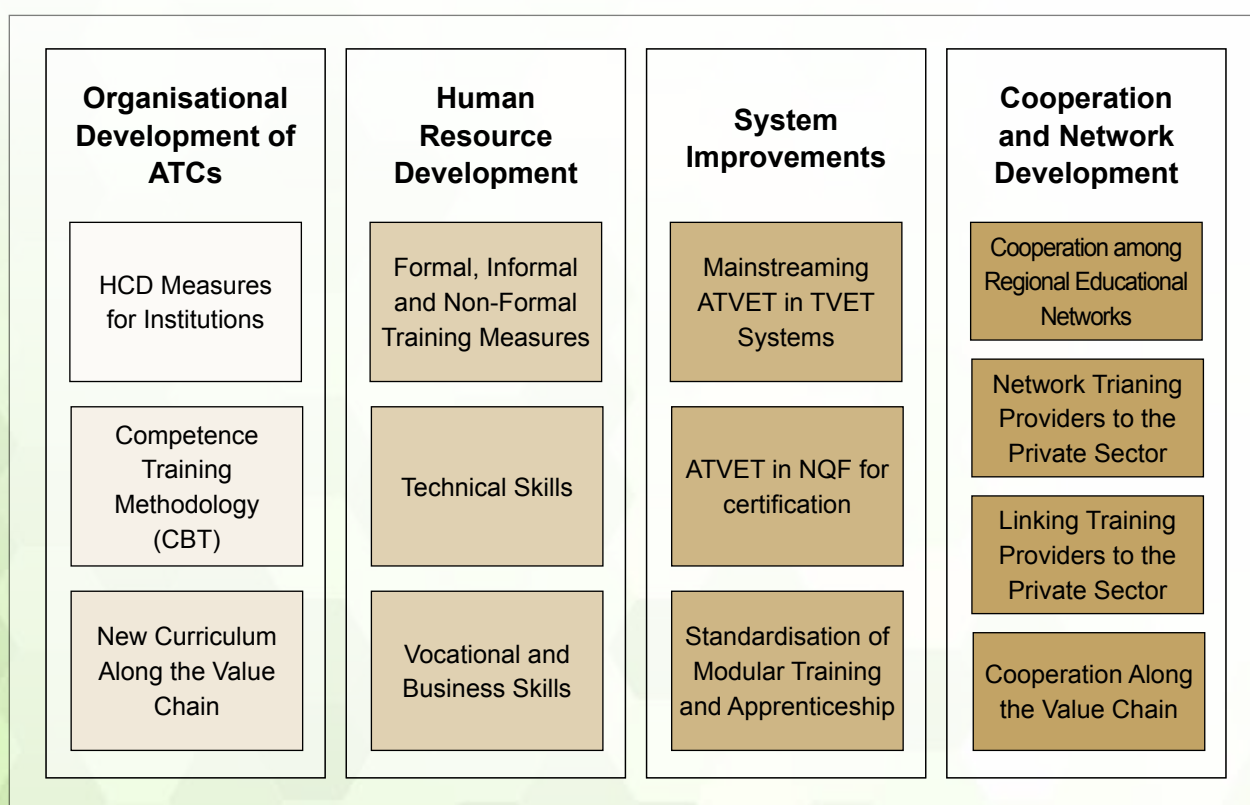 Organisational
Development of
ATCs
HCD Measures
for Institutions
Competence
Training
Methodology
(CBT)
New Curriculum
Along the Value
Chain
Human
Resource
Development
Formal, Informal
and Non-Formal
Training Measures
Technical Skills
Vocational and
Business Skills
System
Improvements
Mainstreaming
ATVET in TVET
Systems
ATVET in NQF for
certification
Standardisation of
Modular Training
and Apprenticeship
Cooperation
and Network
Development
Cooperation among
Regional Educational
Networks
Network Trianing
Providers to the
Private Sector
Linking Training
Providers to the
Private Sector
Cooperation Along
the Value Chain